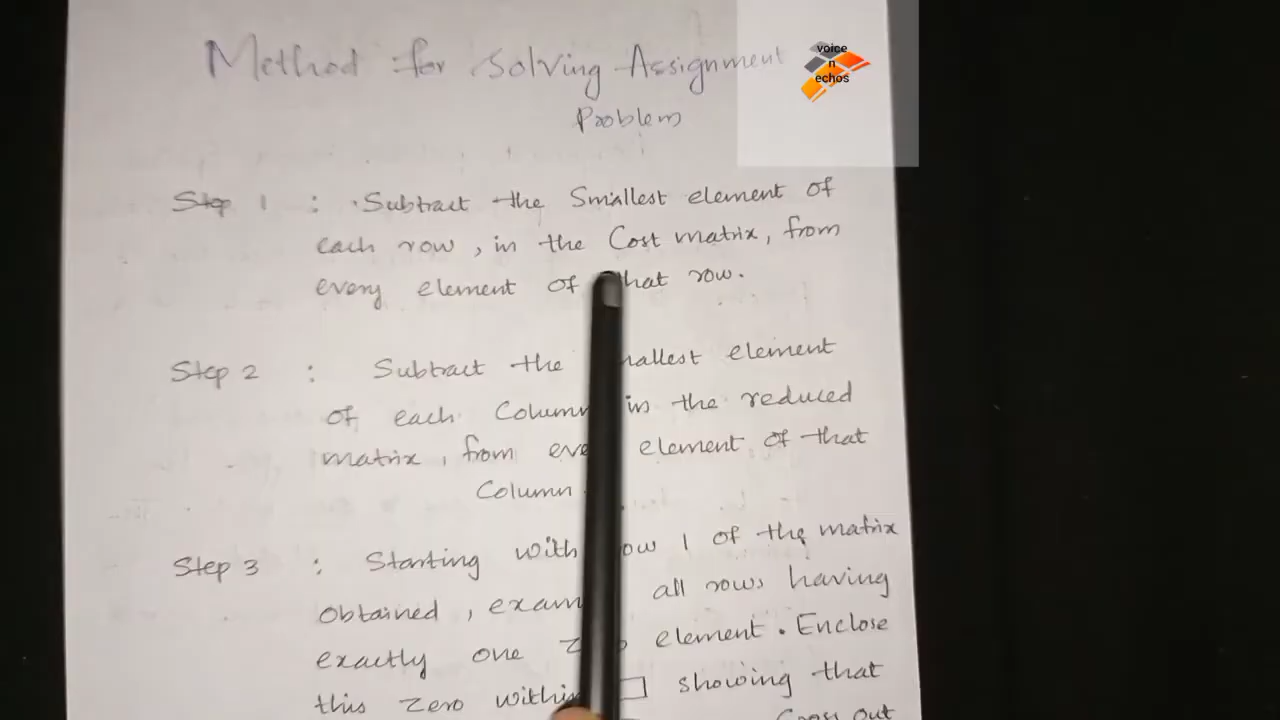 Method for Solving Assignment
Problem
voice
n
echos
Step 1 : Subtract the Smallest element of
each row, in the Cost matrix, from
every element of that row.
Step 2 : Subtract the smallest element
of each Column in the reduced
matrix, from element of that
Column
Step 3 : Starting with row 1 of the matrix
obtained, all rows having
exactly one element. Enclose
this zero within showing that
Cross out